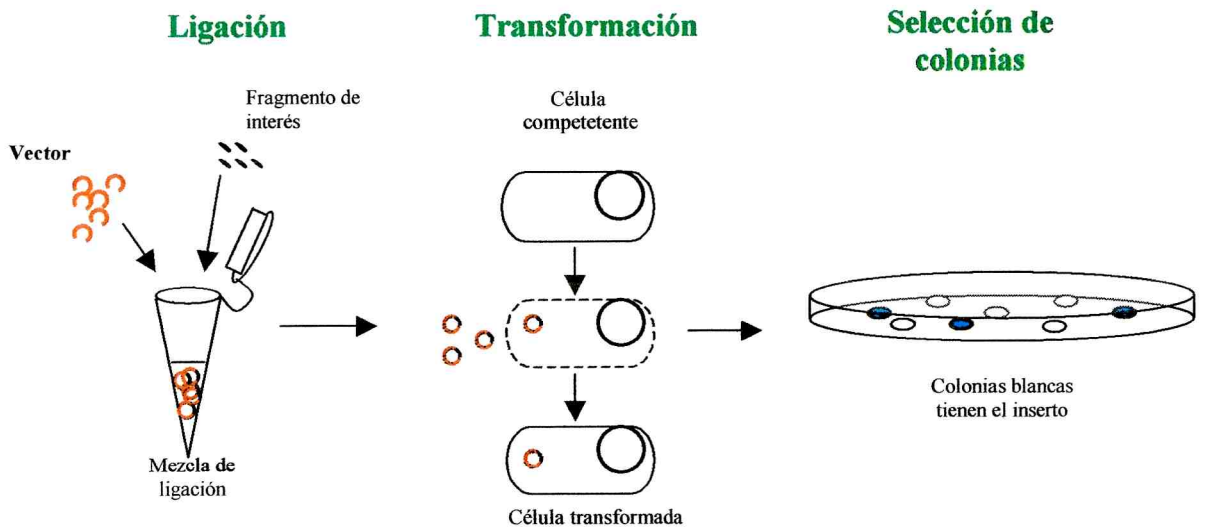 Ligación
Fragmento de
interés
Vector
Mezcla de
ligación
Transformación
Célula
competetente
Célula transformada
Selección de
colonias
Colonias blancas
tienen el inserto